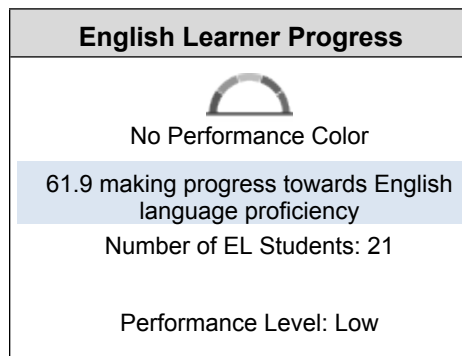 English Learner Progress
No Performance Color
61.9 making progress towards English
language proficiency
Number of EL Students: 21
Performance Level: Low